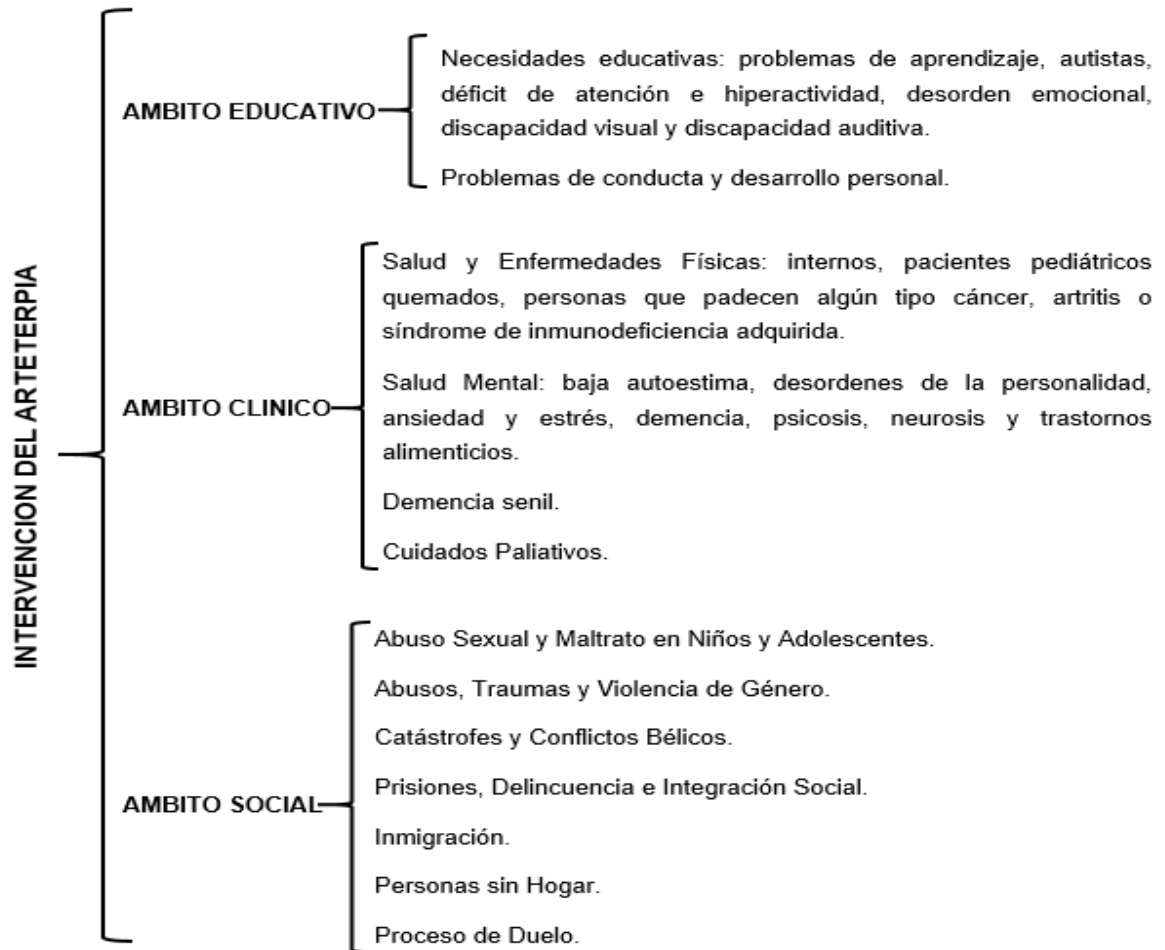 INTERVENCION DEL ARTETERPIA
AMBITO EDUCATIVO
Necesidades educativas: problemas de aprendizaje, autistas,
déficit de atención e hiperactividad, desorden emocional,
discapacidad visual y discapacidad auditiva.
Problemas de conducta y desarrollo personal.
AMBITO CLINICO
Salud y Enfermedades Físicas: internos, pacientes pediátricos
quemados, personas que padecen algún tipo cáncer, artritis o
síndrome de inmunodeficiencia adquirida.
Salud Mental: baja autoestima, desordenes de la personalidad,
ansiedad y estrés, demencia, psicosis, neurosis y trastornos
alimenticios.
Demencia senil.
Cuidados Paliativos.
AMBITO SOCIAL
Abuso Sexual y Maltrato en Niños y Adolescentes.
Abusos, Traumas y Violencia de Género.
Catástrofes y Conflictos Bélicos.
Prisiones, Delincuencia e Integración Social.
Inmigración.
Personas sin Hogar.
Proceso de Duelo.